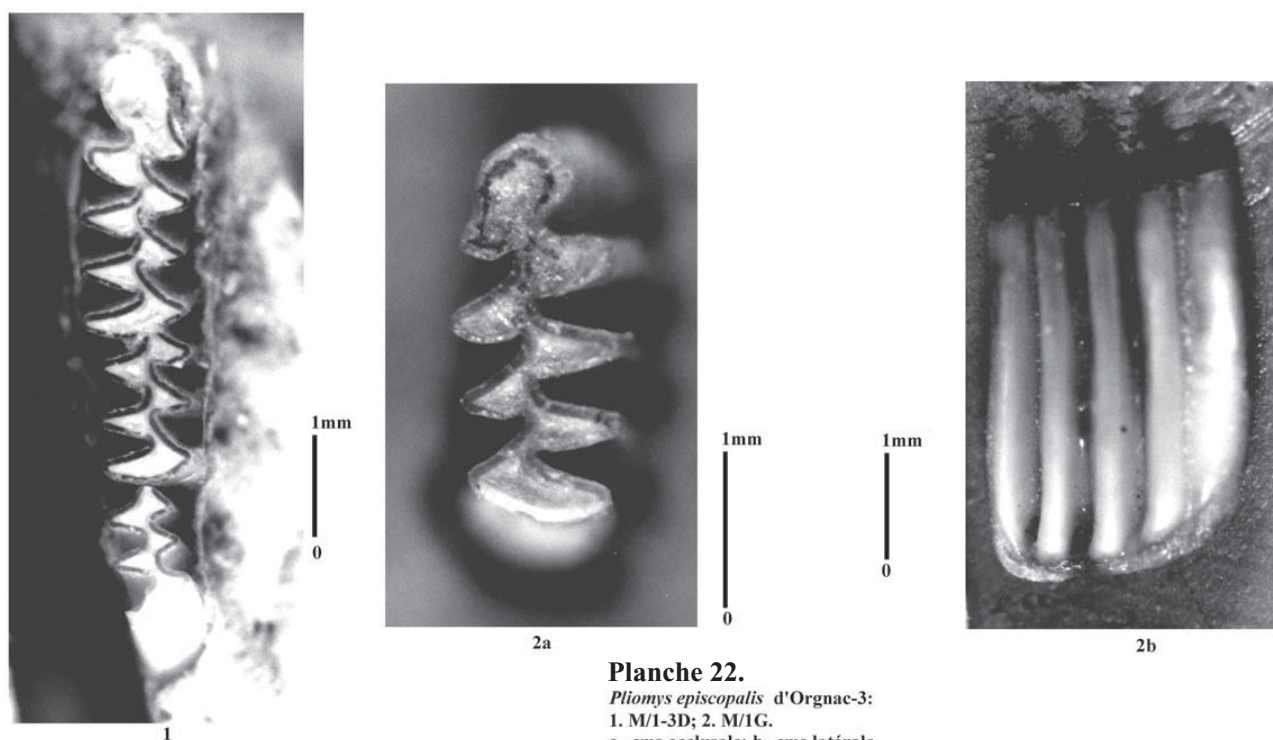 1mm
0
1
2a
1mm
0
1mm
0
2b
Planche 22.
Pliomys episcopalis d'Orgnac-3:
1. M/1-3D; 2. M/1G.